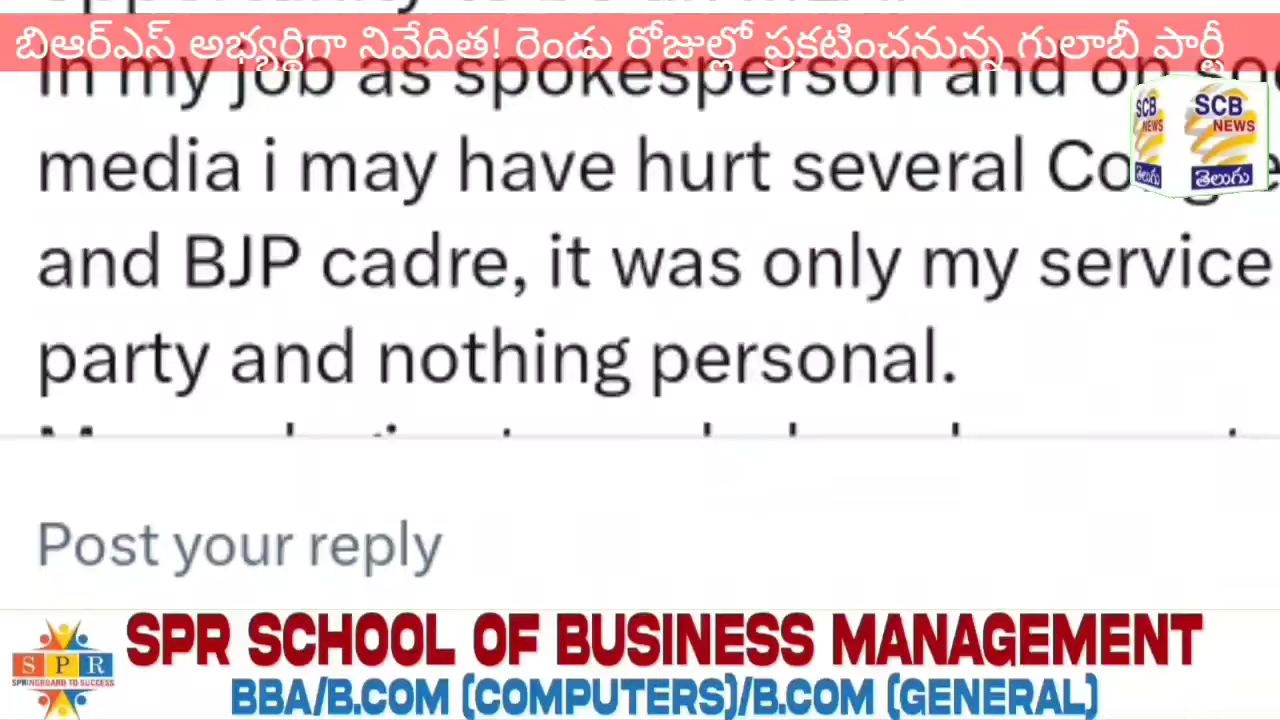 బిఆర్ఎస్ అభ్యర్థిగా నివేదిత! రెండు రోజుల్లో ప్రకటించనున్న గులాబీ పార్టీ
In my job as spokesperson and on
SCB
NEWS
తెలుగు
SCB
NEWS
తెలుగు
media i may have hurt several
and BJP cadre, it was only my service
party and nothing personal.
Post your reply
SPR
SPRINGBOARD TO SUCCESS
SPR SCHOOL OF BUSINESS MANAGEMENT
BBA/B.COM (COMPUTERS)/B.COM (GENERAL)